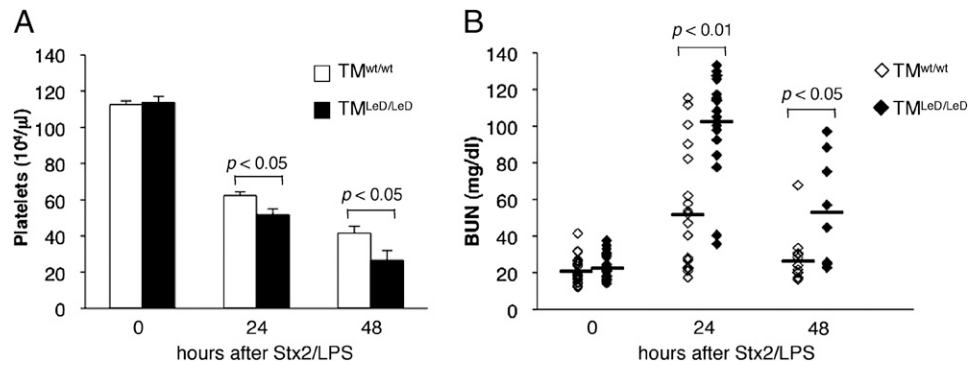 A
Platelets (10⁴/μl)
140
120
100
80
60
40
20
0
0
24
48
hours after Stx2/LPS
p < 0.05
p < 0.05
TMwt/wt
TMLeD/LeD
B
BUN (mg/dl)
140
120
100
80
60
40
20
0
0
24
48
hours after Stx2/LPS
p < 0.01
p < 0.05
TMwt/wt
TMLeD/LeD